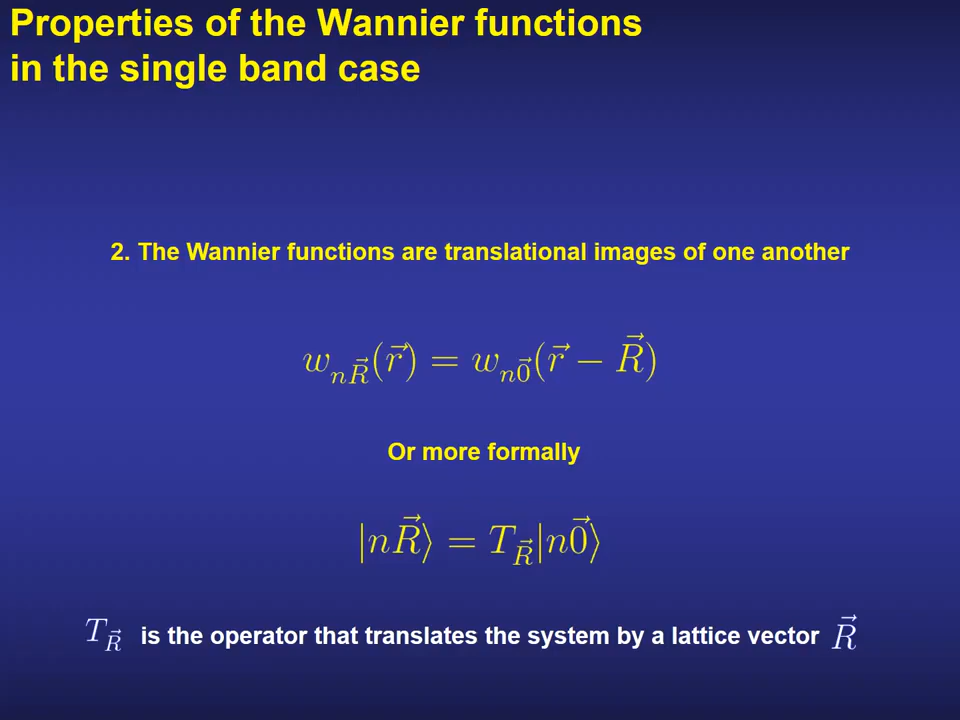 Properties of the Wannier functions
in the single band case
2. The Wannier functions are translational images of one another
$w_{n\vec{R}}(\vec{r}) = w_{n\vec{0}}(\vec{r} - \vec{R})$
Or more formally
$|n\vec{R}\rangle = T_{\vec{R}}|n\vec{0}\rangle$
$T_{\vec{R}}$ is the operator that translates the system by a lattice vector $\vec{R}$